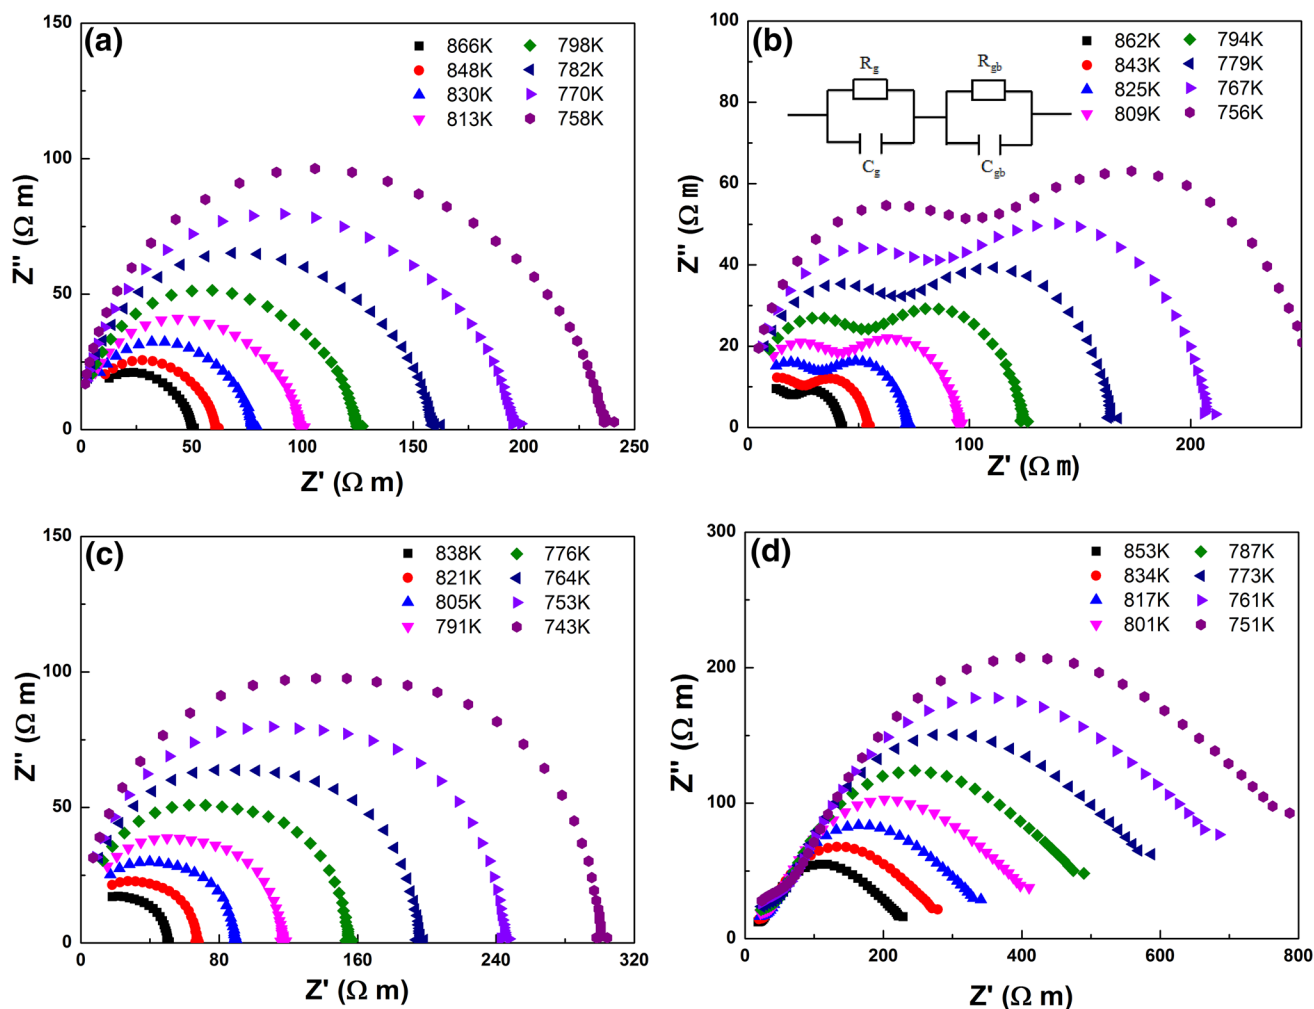 (a)
866K 798K
848K 782K
830K 770K
813K 758K
150
100
50
0
Z'' (Ω m)
0 50 100 150 200 250
Z' (Ω m)
(b)
862K 794K
843K 779K
825K 767K
809K 756K
Rg Rgb
Cg Cgb
100
80
60
40
20
0
Z'' (Ω m)
0 100 200
Z' (Ω m)
(c)
838K 776K
821K 764K
805K 753K
791K 743K
150
100
50
0
Z'' (Ω m)
0 80 160 240 320
Z' (Ω m)
(d)
853K 787K
834K 773K
817K 761K
801K 751K
300
200
100
0
Z'' (Ω m)
0 200 400 600 800
Z' (Ω m)